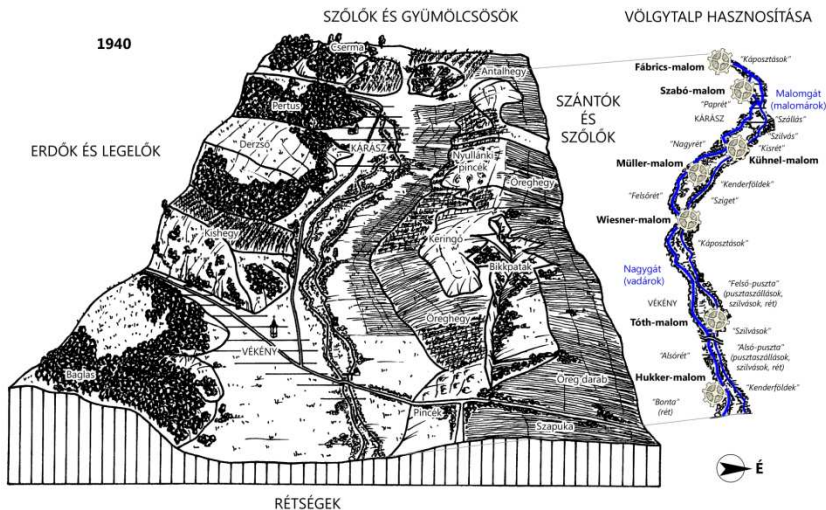 SZŐLŐK ÉS GYÜMÖLCSÖSÖK
VÖLGYTALP HASZNOSÍTÁSA
1940
Cserma
Antalhegy
Pertus
SZÁNTÓK
ÉS
SZŐLŐK
ERDŐK ÉS LEGELŐK
Derzső
KÁRÁSZ
Nyullánki
pincék
Öreghegy
Kishegy
Keringő
Bikkpatak
Öreghegy
VÉKÉNY
Baglas
Öreg darab
Pincék
Szapuka
RÉTSÉGEK
Fábrics-malom
"Káposztások"
Szabó-malom
Malomgát
(malomárok)
"Paprét"
KÁRÁSZ
"Szállás"
"Szilvás"
"Nagyrét"
"Kisrét"
Müller-malom
Kühnel-malom
"Kenderföldek"
"Felsőrét"
"Sziget"
Wiesner-malom
"Káposztások"
Nagygát
(vadárok)
"Felső-puszta"
(pusztaszállások,
szilvások, rét)
VÉKÉNY
Tóth-malom
"Szilvások"
"Alsó-puszta"
(pusztaszállások,
szilvások, rét)
"Alsórét"
Hukker-malom
"Kenderföldek"
"Bonta"
(rét)
É